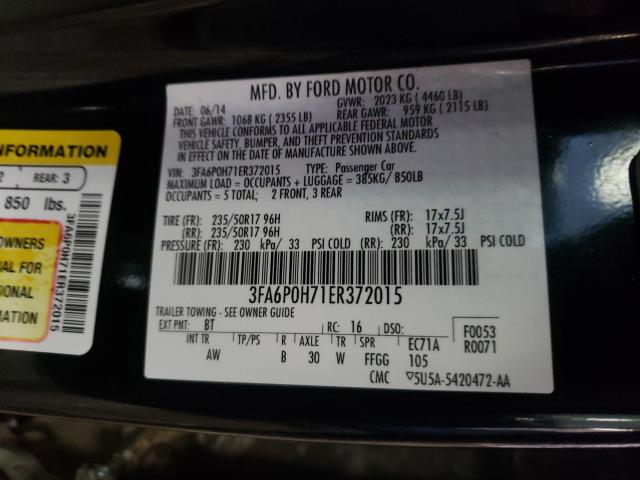 MFD. BY FORD MOTOR CO.
DATE: 06/14 GVWR: 2023 KG ( 4460 LB)
FRONT GAWR: 1068 KG ( 2355 LB) REAR GAWR: 959 KG ( 2115 LB)
THIS VEHICLE CONFORMS TO ALL APPLICABLE FEDERAL MOTOR
VEHICLE SAFETY, BUMPER, AND THEFT PREVENTION STANDARDS
IN EFFECT ON THE DATE OF MANUFACTURE SHOWN ABOVE.
VIN: 3FA6P0H71ER372015 TYPE: Passenger Car
MAXIMUM LOAD = OCCUPANTS + LUGGAGE = 385KG/ 850LB
OCCUPANTS = 5 TOTAL; 2 FRONT, 3 REAR
TIRE (FR): 235/50R17 96H RIMS (FR): 17x7.5J
(RR): 235/50R17 96H (RR): 17x7.5J
PRESSURE (FR): 230 kPa/ 33 PSI COLD (RR): 230 kPa/ 33 PSI COLD
3FA6P0H71ER372015
TRAILER TOWING - SEE OWNER GUIDE
EXT PNT: BT RC: 16 DSO: F0053
INT TR TP/PS R AXLE TR SPR EC71A R0071
AW B 30 W FFGG 105
CMC ▽5U5A-5420472-AA
INFORMATION
2 REAR: 3
850 lbs.
OWNERS
AL FOR
IONAL
MATION
3FA6P0H71ER372015